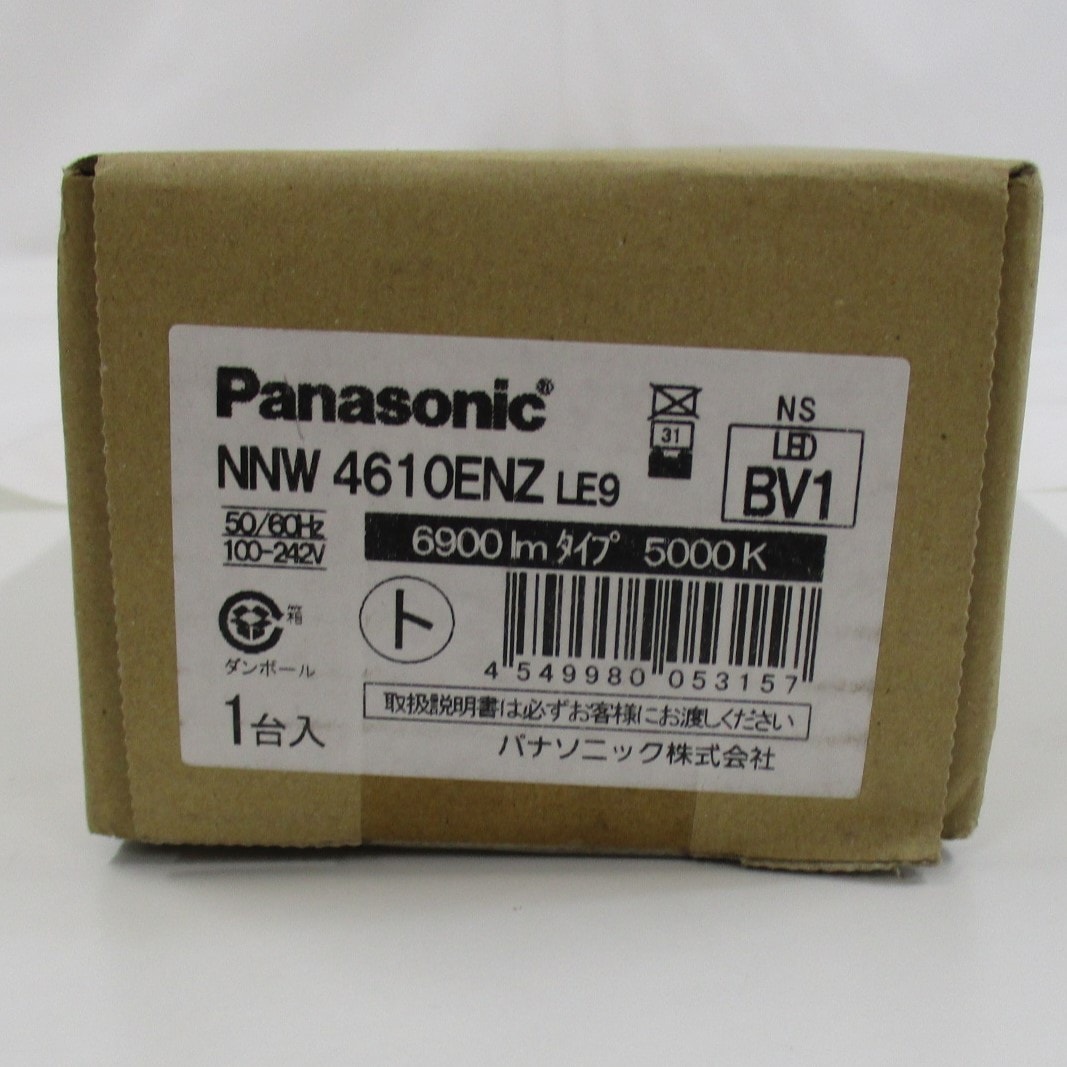 Panasonic®
NNW 4610ENZ LE9
31
NS
LED
BV1
50/60Hz
100-242V
6900 lm タイプ 5000K
箱
ダンボール
ト
4 549980 053157
1台入
取扱説明書は必ずお客様にお渡しください
パナソニック株式会社